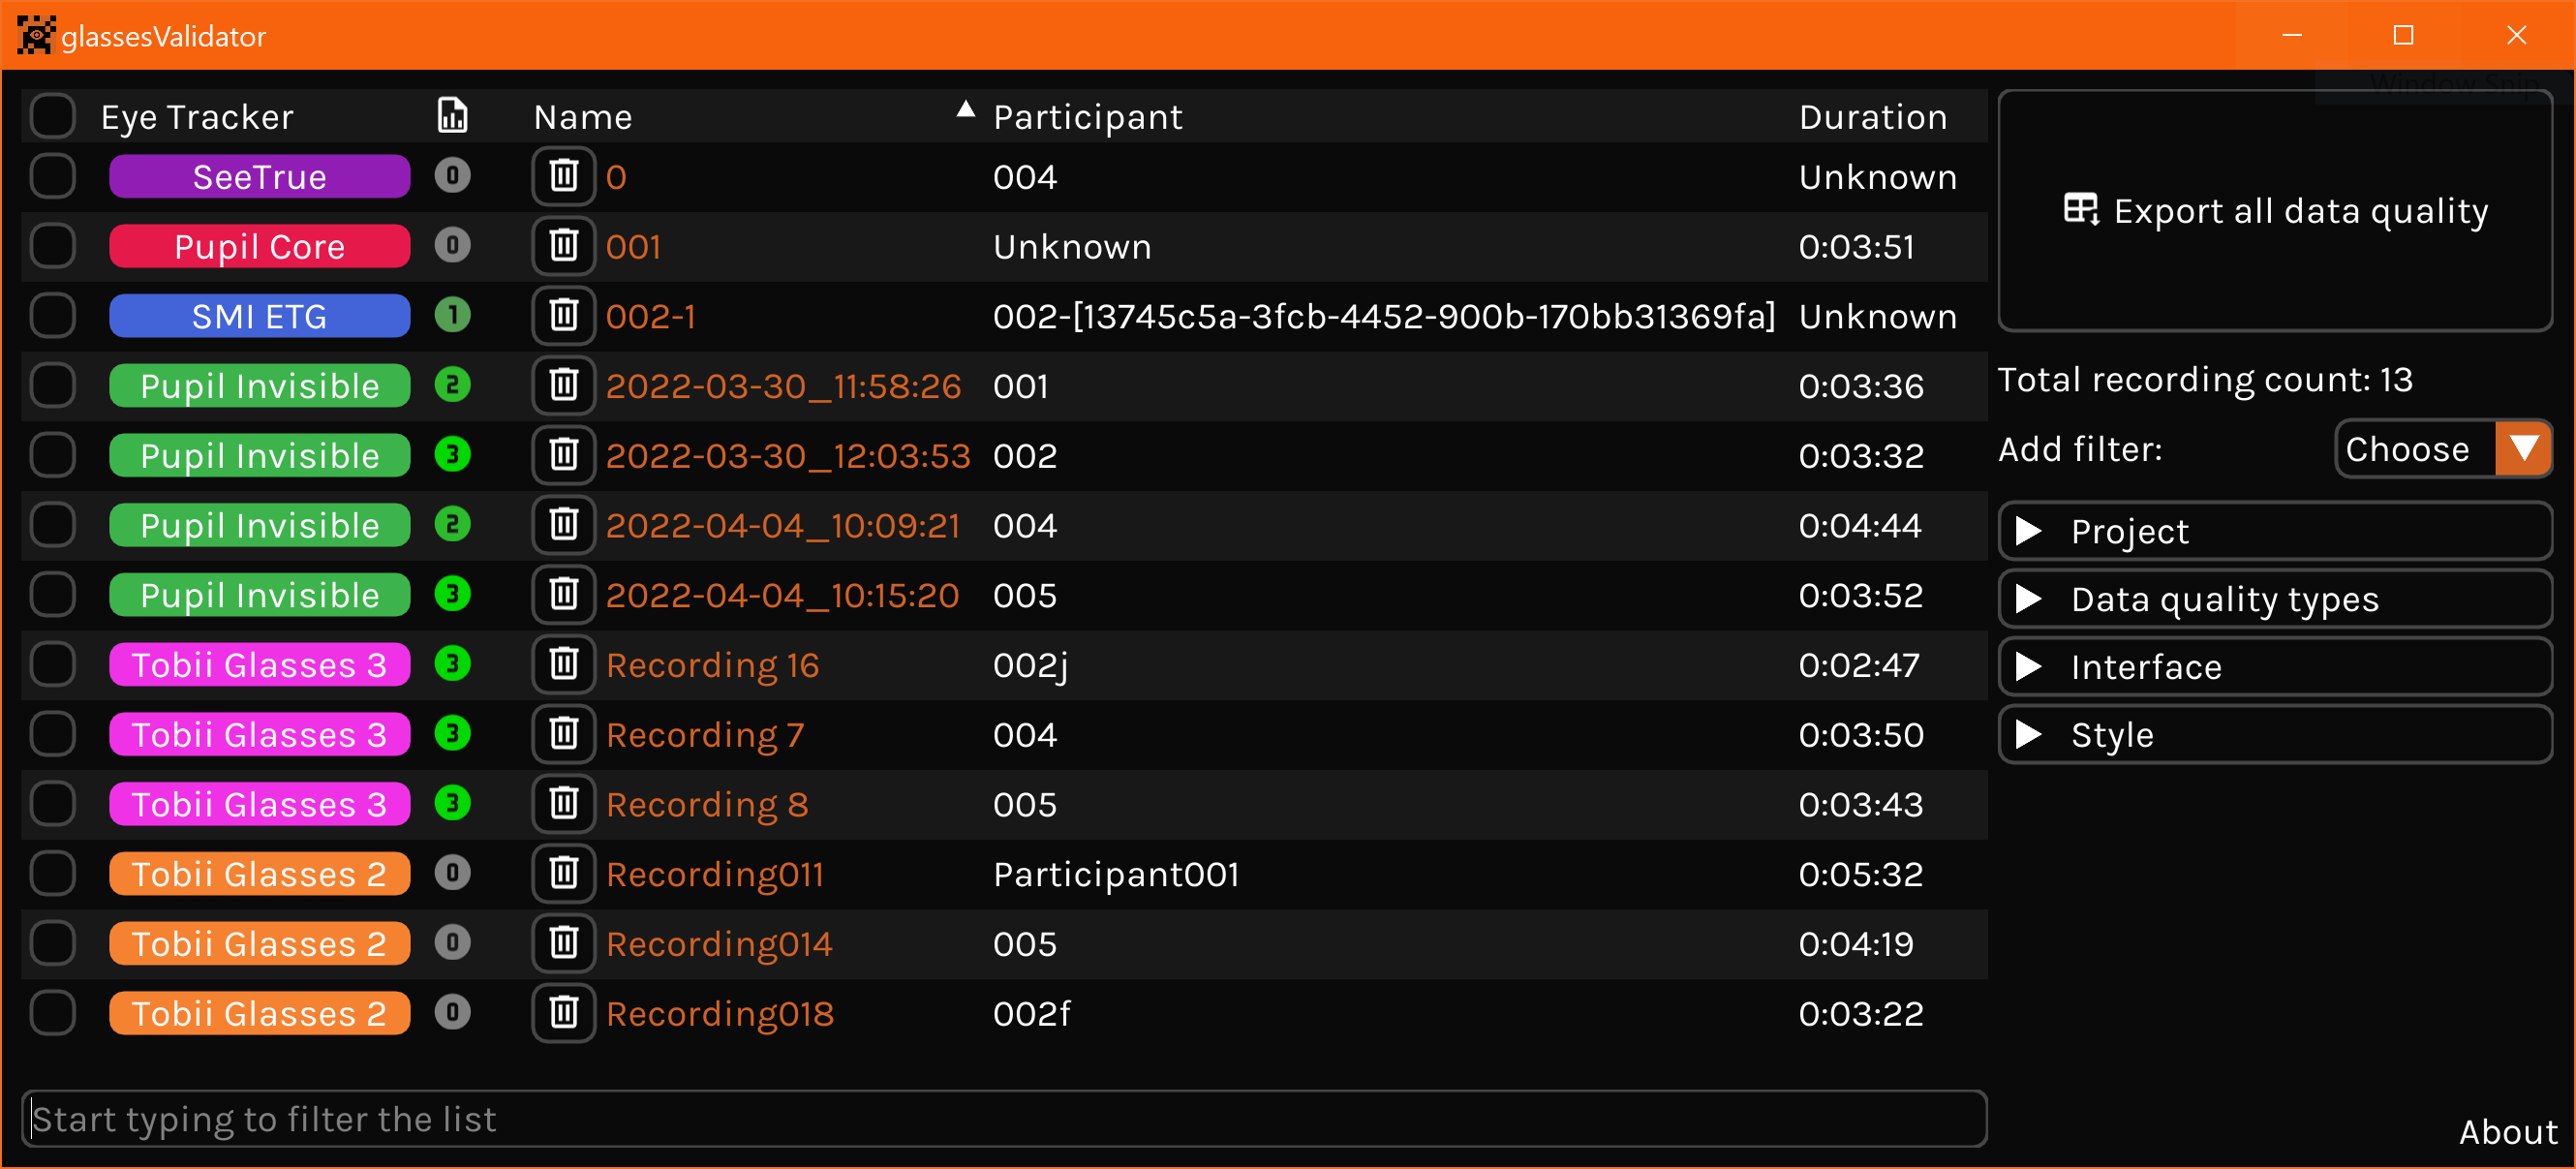 glassesValidator
Window Snip
Eye Tracker Name Participant Duration
SeeTrue 0 0 004 Unknown
Pupil Core 0 001 Unknown 0:03:51
SMI ETG 1 002-1 002-[13745c5a-3fcb-4452-900b-170bb31369fa] Unknown
Pupil Invisible 2 2022-03-30_11:58:26 001 0:03:36
Pupil Invisible 3 2022-03-30_12:03:53 002 0:03:32
Pupil Invisible 2 2022-04-04_10:09:21 004 0:04:44
Pupil Invisible 3 2022-04-04_10:15:20 005 0:03:52
Tobii Glasses 3 3 Recording 16 002j 0:02:47
Tobii Glasses 3 3 Recording 7 004 0:03:50
Tobii Glasses 3 3 Recording 8 005 0:03:43
Tobii Glasses 2 0 Recording011 Participant001 0:05:32
Tobii Glasses 2 0 Recording014 005 0:04:19
Tobii Glasses 2 0 Recording018 002f 0:03:22
Start typing to filter the list
Export all data quality
Total recording count: 13
Add filter: Choose
Project
Data quality types
Interface
Style
About